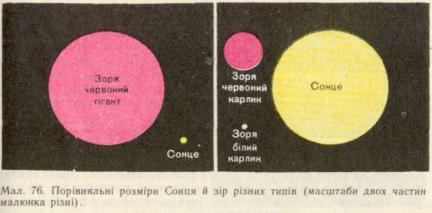 Зоря
червоний
гігант
Сонце
Зоря
червоний
карлик
Зоря
білий
карлик
Сонце
Мал. 76. Порівняльні розміри Сонця й зір різних типів (масштаби двох частин
малюнка різні).